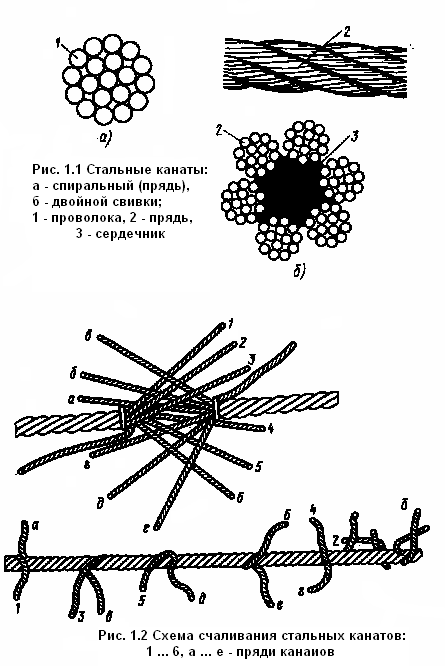 1
2
а)
2
3
б)
Рис. 1.1 Стальные канаты:
а - спиральный (прядь),
б - двойной свивки;
1 - проволока, 2 - прядь,
3 - сердечник
в
1
2
б
3
а
4
г
5
д
6
е
а
6
4
2
б
1
3
в
5
д
е
г
Рис. 1.2 Схема счаливания стальных канатов:
1 ... 6, а ... е - пряди канаиов